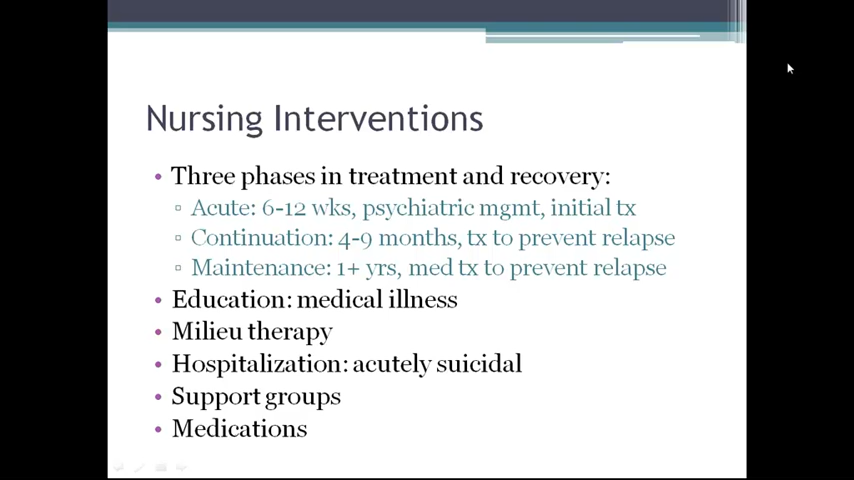 Nursing Interventions
• Three phases in treatment and recovery:
▫ Acute: 6-12 wks, psychiatric mgmt, initial tx
▫ Continuation: 4-9 months, tx to prevent relapse
▫ Maintenance: 1+ yrs, med tx to prevent relapse
• Education: medical illness
• Milieu therapy
• Hospitalization: acutely suicidal
• Support groups
• Medications